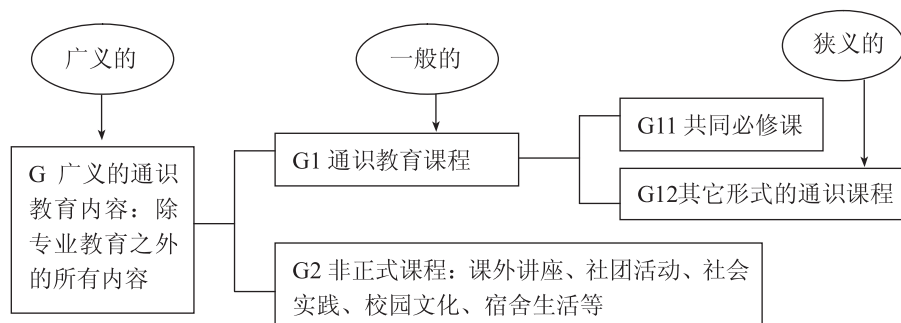 广义的
一般的
狭义的
G 广义的通识
教育内容：除
专业教育之外
的所有内容
G1 通识教育课程
G11 共同必修课
G12其它形式的通识课程
G2 非正式课程：课外讲座、社团活动、社会
实践、校园文化、宿舍生活等